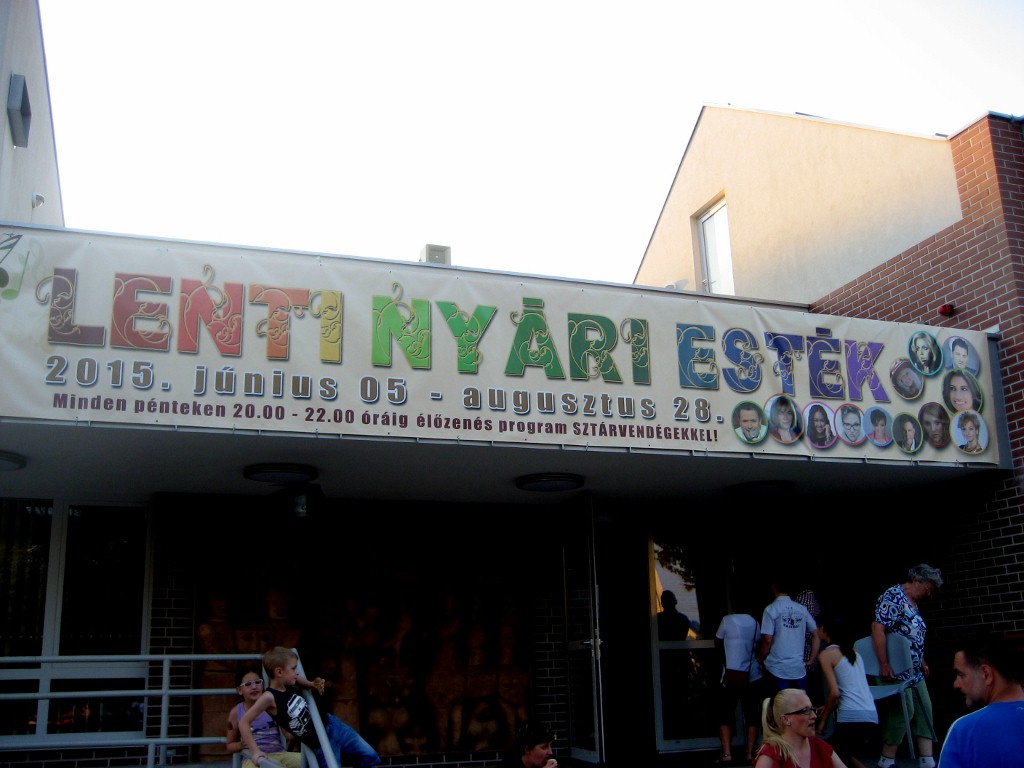 LENTI NYÁRI ESTÉK
2015. június 05 - augusztus 28.
Minden pénteken 20.00 - 22.00 óráig élőzenés program SZTÁRVENDÉGEKKEL!